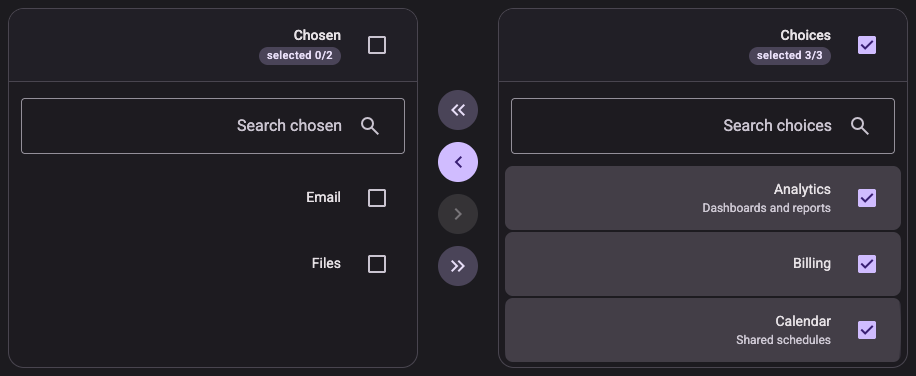 Chosen
selected 0/2
Search chosen
Email
Files
Choices
selected 3/3
Search choices
Analytics
Dashboards and reports
Billing
Calendar
Shared schedules